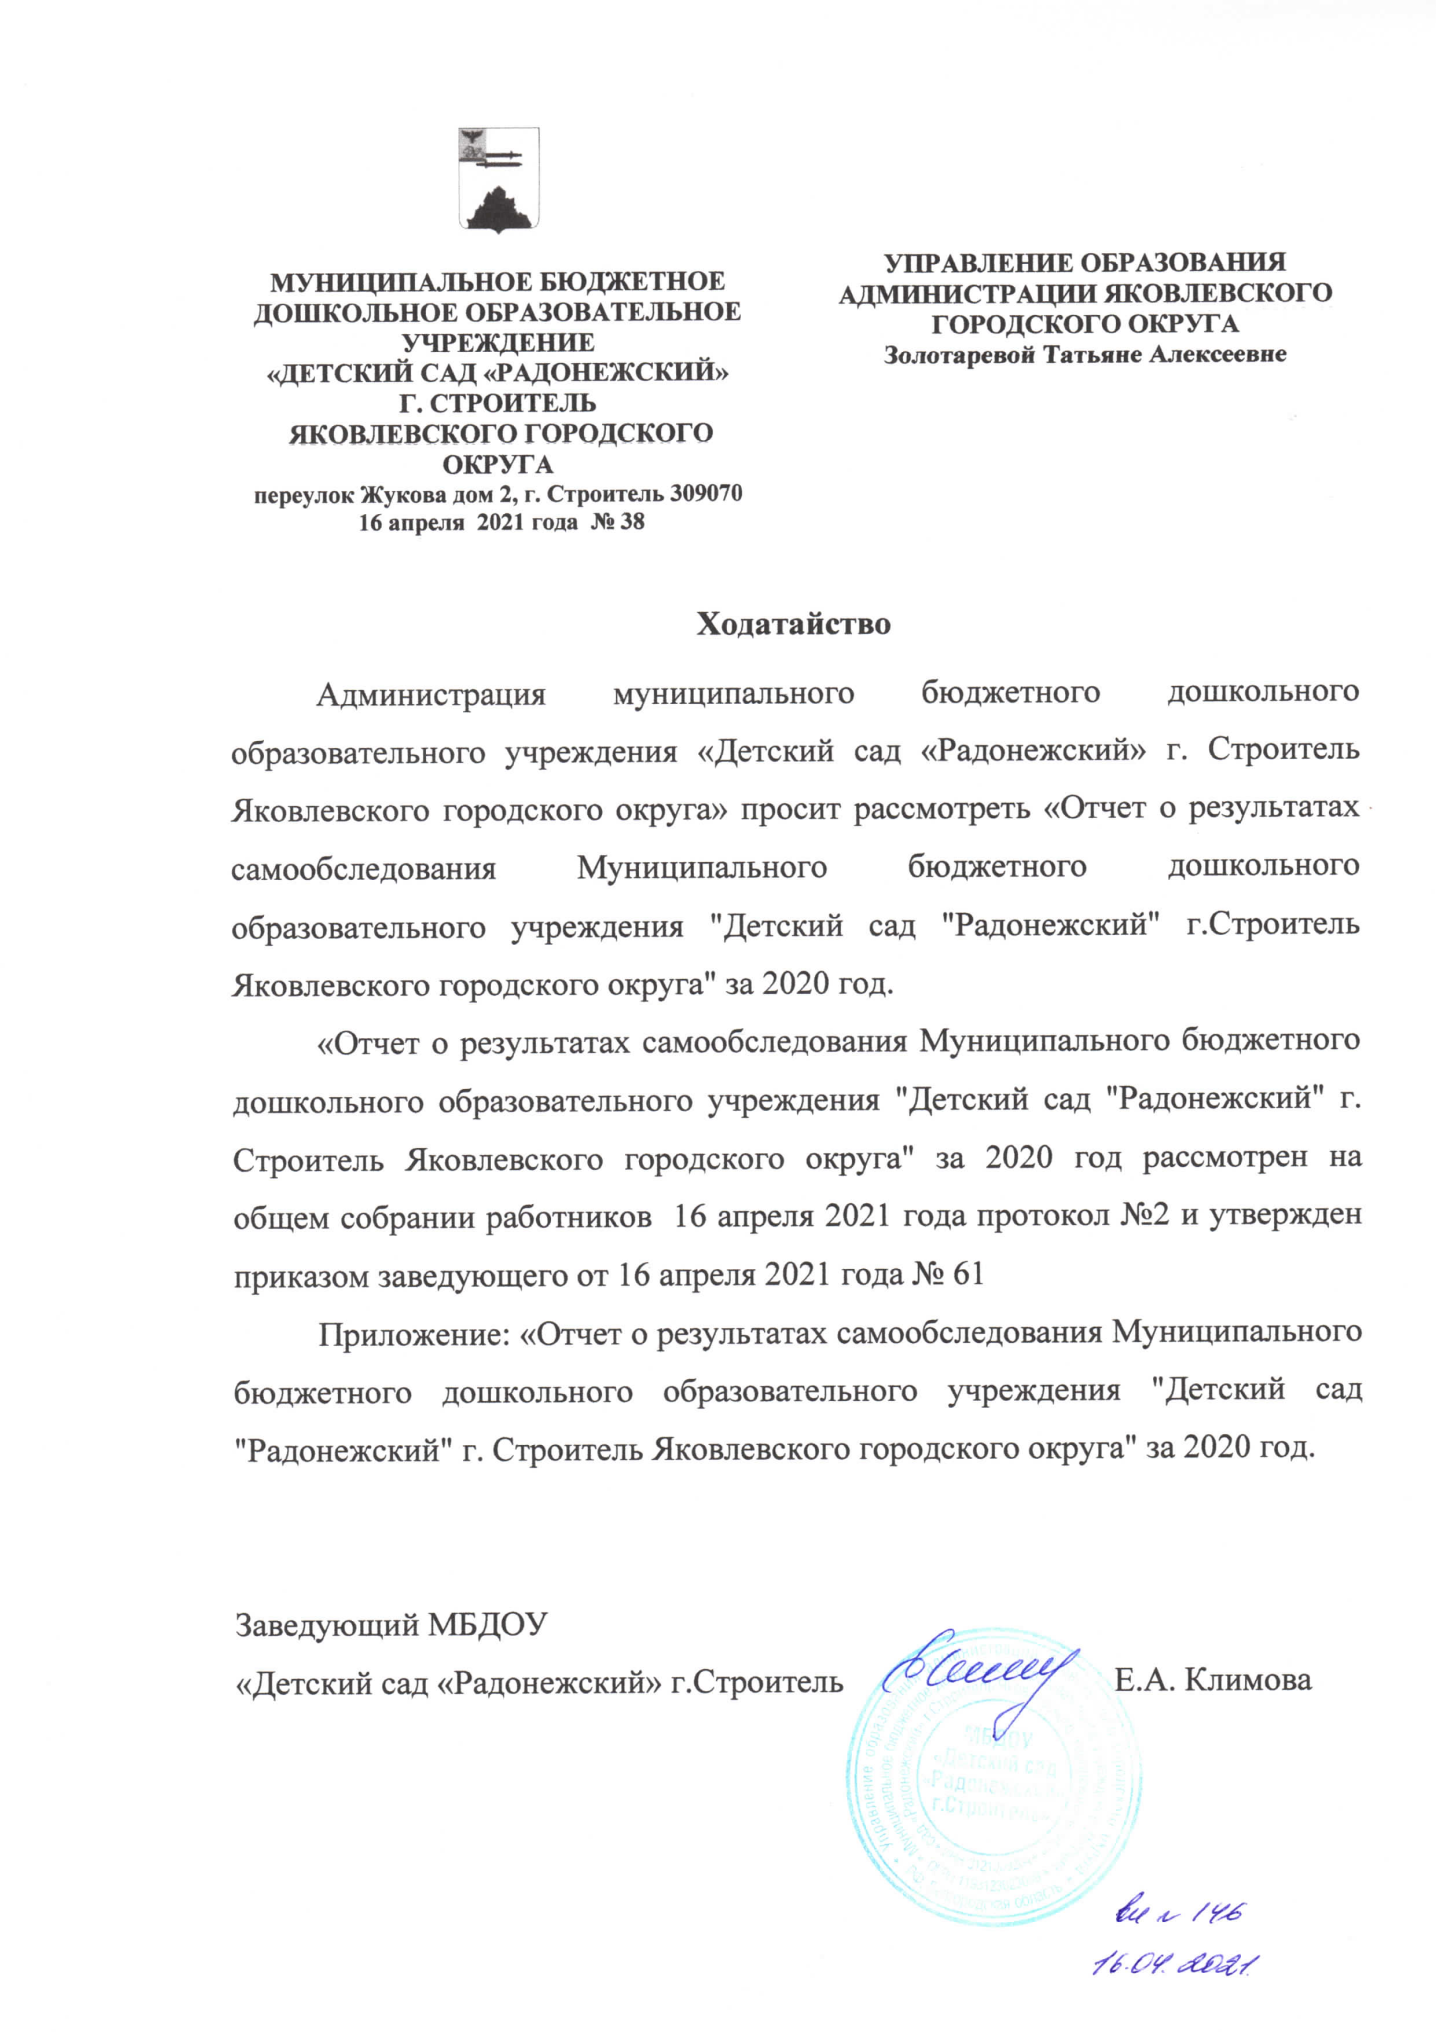 МУНИЦИПАЛЬНОЕ БЮДЖЕТНОЕ
ДОШКОЛЬНОЕ ОБРАЗОВАТЕЛЬНОЕ
УЧРЕЖДЕНИЕ
«ДЕТСКИЙ САД «РАДОНЕЖСКИЙ»
Г. СТРОИТЕЛЬ
ЯКОВЛЕВСКОГО ГОРОДСКОГО
ОКРУГА
переулок Жукова дом 2, г. Строитель 309070
16 апреля 2021 года № 38
УПРАВЛЕНИЕ ОБРАЗОВАНИЯ
АДМИНИСТРАЦИИ ЯКОВЛЕВСКОГО
ГОРОДСКОГО ОКРУГА
Золотаревой Татьяне Алексеевне
Ходатайство
Администрация муниципального бюджетного дошкольного
образовательного учреждения «Детский сад «Радонежский» г. Строитель
Яковлевского городского округа» просит рассмотреть «Отчет о результатах
самообследования Муниципального бюджетного дошкольного
образовательного учреждения "Детский сад "Радонежский" г.Строитель
Яковлевского городского округа" за 2020 год.
«Отчет о результатах самообследования Муниципального бюджетного
дошкольного образовательного учреждения "Детский сад "Радонежский" г.
Строитель Яковлевского городского округа" за 2020 год рассмотрен на
общем собрании работников 16 апреля 2021 года протокол №2 и утвержден
приказом заведующего от 16 апреля 2021 года № 61
Приложение: «Отчет о результатах самообследования Муниципального
бюджетного дошкольного образовательного учреждения "Детский сад
"Радонежский" г. Строитель Яковлевского городского округа" за 2020 год.
Заведующий МБДОУ
«Детский сад «Радонежский» г.Строитель Е.А. Климова
МБДОУ
«Детский сад
г.Строитель
146
16.04.2021.